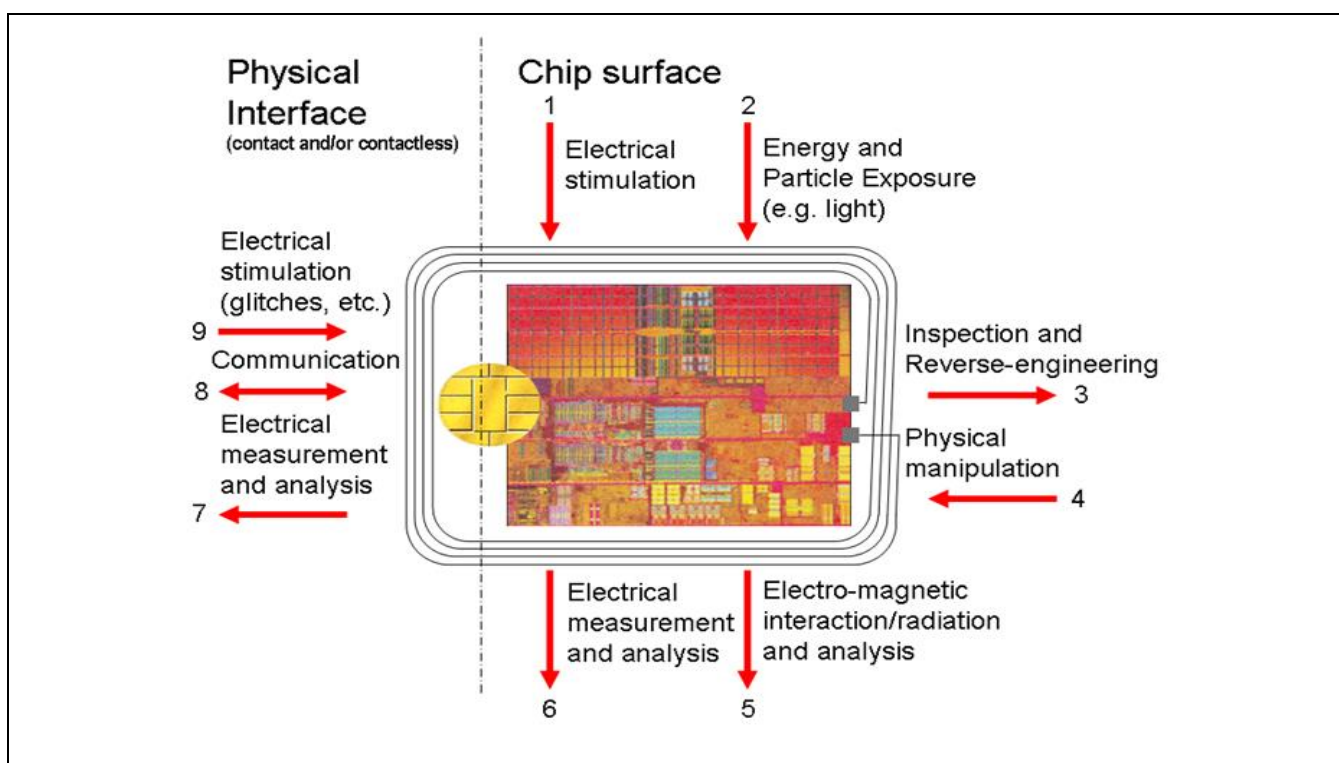 Physical
Interface
(contact and/or contactless)
Chip surface
1
2
Electrical
stimulation
Energy and
Particle Exposure
(e.g. light)
Electrical
stimulation
(glitches, etc.)
9
Communication
8
Electrical
measurement
and analysis
7
Inspection and
Reverse-engineering
3
Physical
manipulation
4
Electrical
measurement
and analysis
6
Electro-magnetic
interaction/radiation
and analysis
5